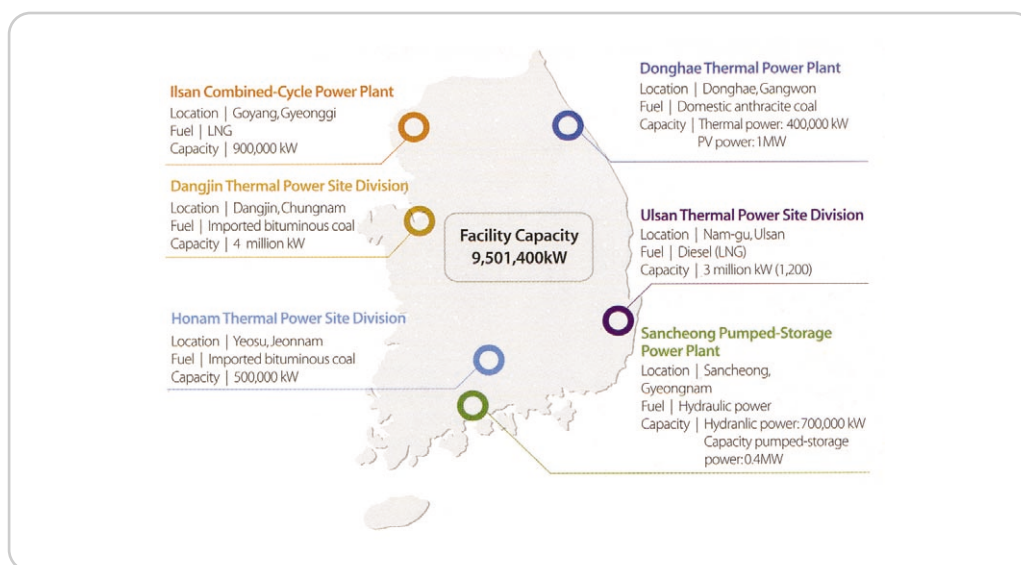 Ilsan Combined-Cycle Power Plant
Location | Goyang, Gyeonggi
Fuel | LNG
Capacity | 900,000 kW
Dangjin Thermal Power Site Division
Location | Dangjin, Chungnam
Fuel | Imported bituminous coal
Capacity | 4 million kW
Honam Thermal Power Site Division
Location | Yeosu, Jeonnam
Fuel | Imported bituminous coal
Capacity | 500,000 kW
Facility Capacity
9,501,400kW
Donghae Thermal Power Plant
Location | Donghae, Gangwon
Fuel | Domestic anthracite coal
Capacity | Thermal power: 400,000 kW
PV power: 1MW
Ulsan Thermal Power Site Division
Location | Nam-gu, Ulsan
Fuel | Diesel (LNG)
Capacity | 3 million kW (1,200)
Sancheong Pumped-Storage
Power Plant
Location | Sancheong,
Gyeongnam
Fuel | Hydraulic power
Capacity | Hydranlic power: 700,000 kW
Capacity pumped-storage
power: 0.4MW